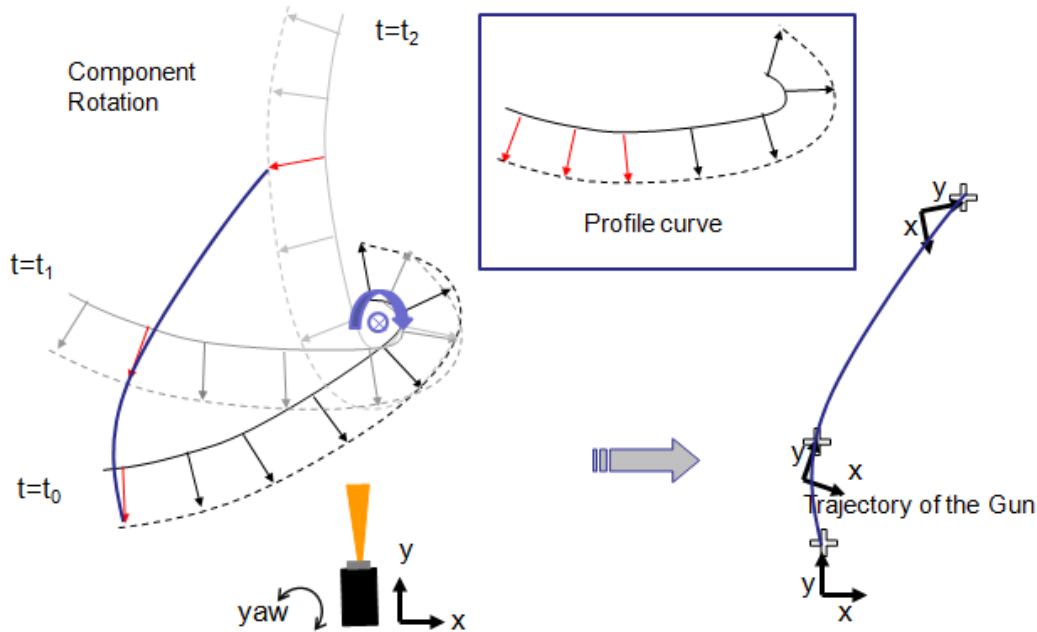 t=t2
Component
Rotation
Profile curve
y
x
t=t1
t=t0
y
x
Trajectory of the Gun
y
yaw
x
y
x